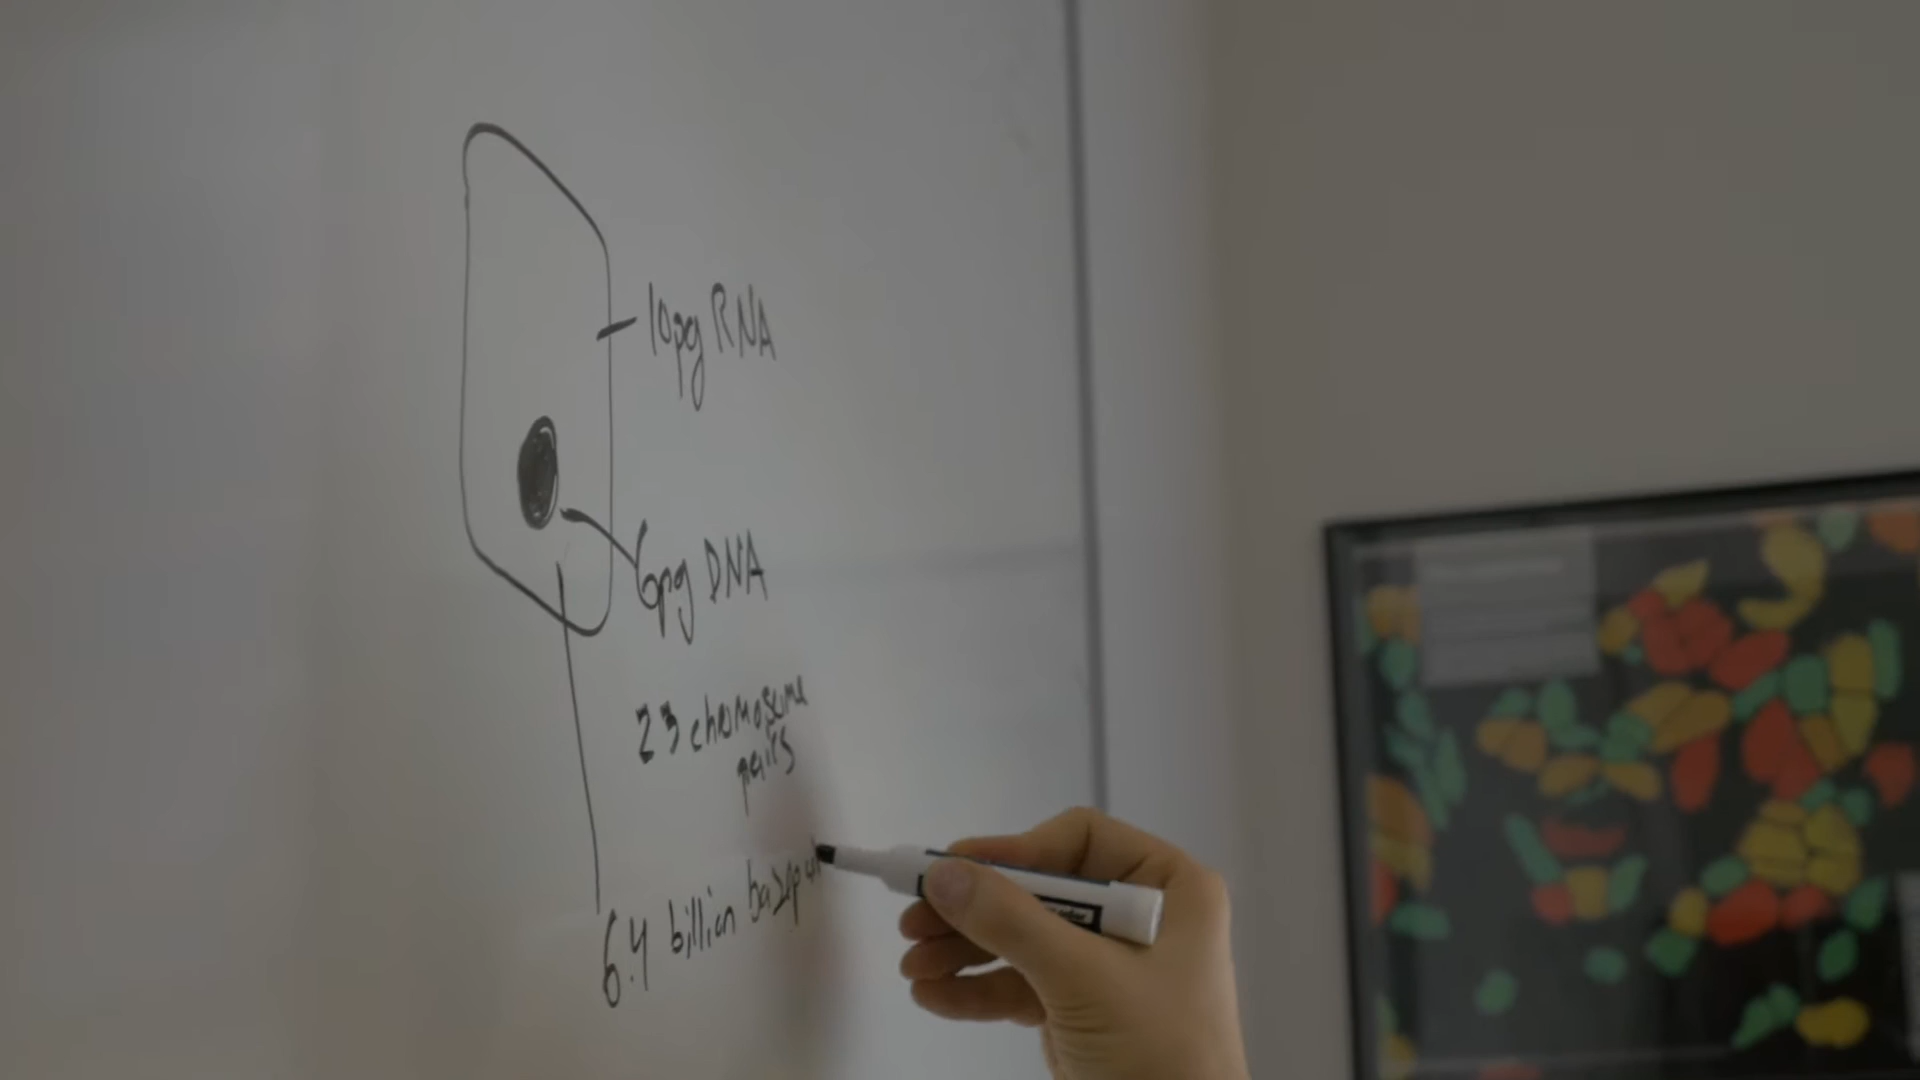 10pg RNA
6pg DNA
23 chromosome
pairs
6.4 billion